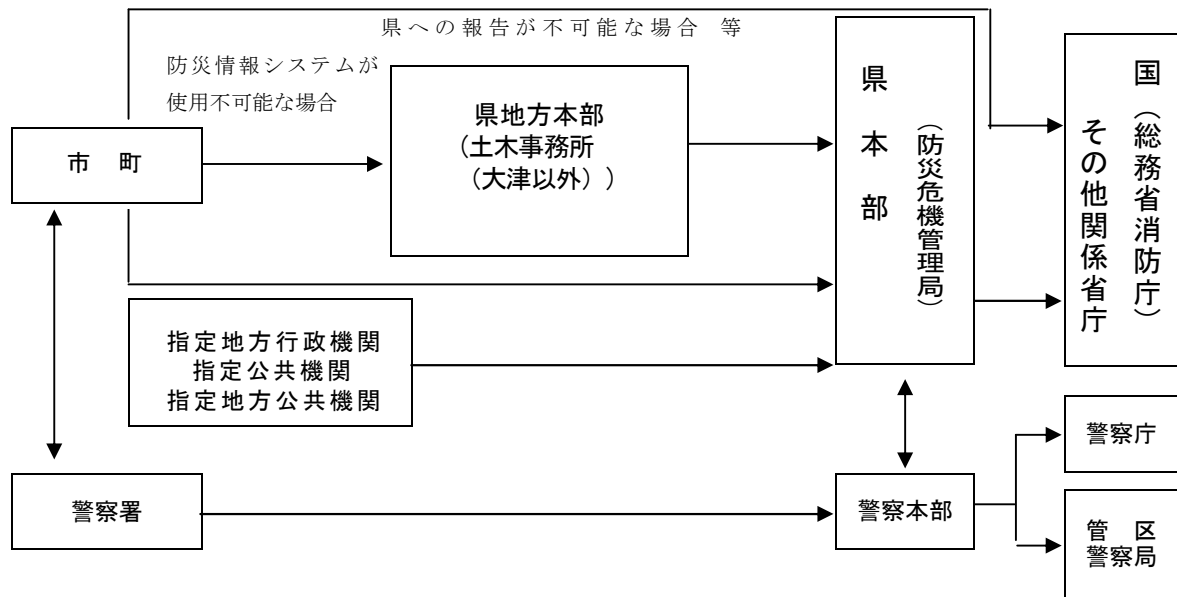 県への報告が不可能な場合　等
防災情報システムが
使用不可能な場合
市　町
県地方本部
（土木事務所
（大津以外））
県本部
（防災危機管理局）
国（総務省消防庁）
その他関係省庁
指定地方行政機関
指定公共機関
指定地方公共機関
警察署
警察本部
警察庁
管　区
警察局